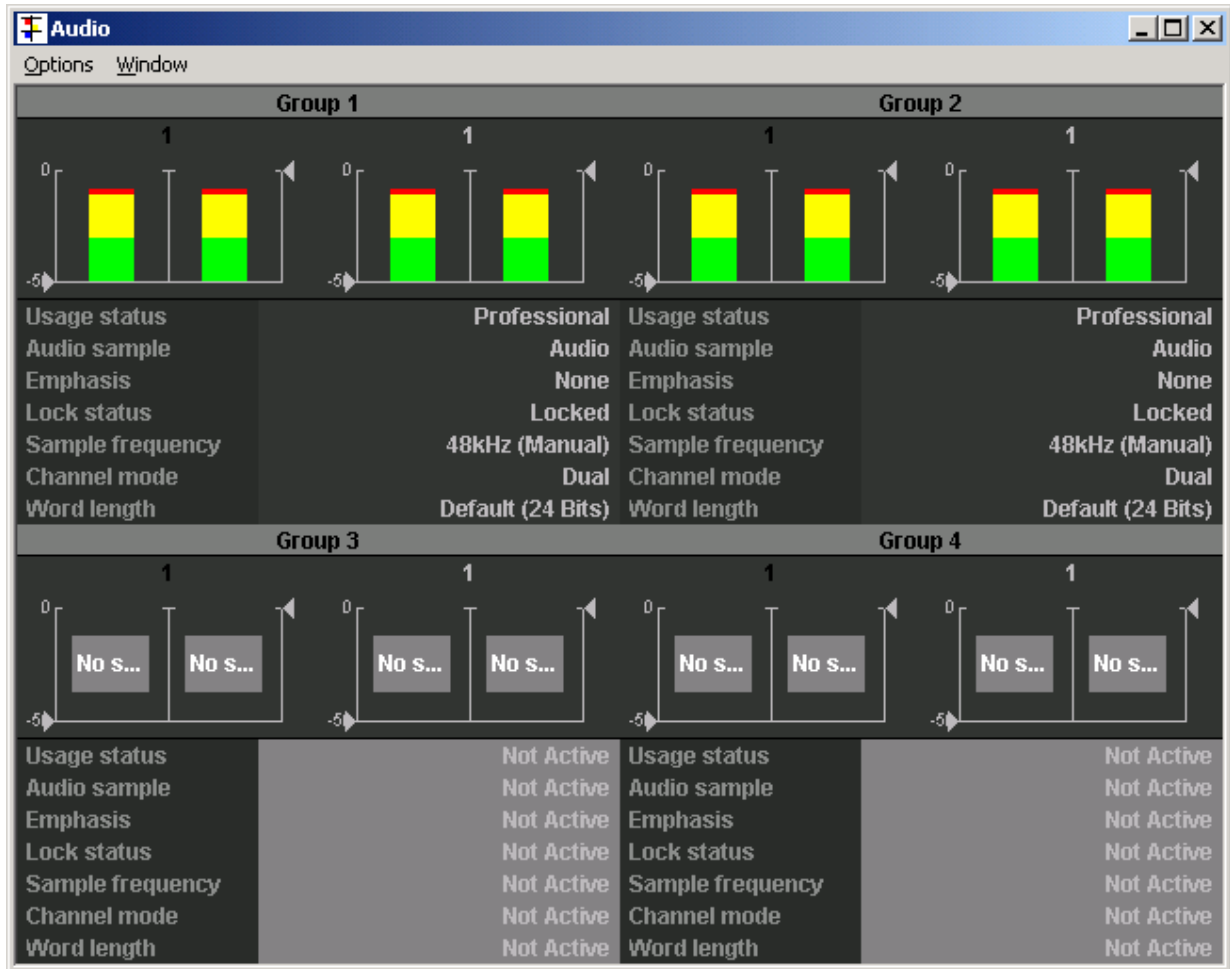 Audio
Options Window
Group 1 Group 2
1 1 1 1
0 0 0 0
-5 -5 -5 -5
Usage status Professional Usage status Professional
Audio sample Audio Audio sample Audio
Emphasis None Emphasis None
Lock status Locked Lock status Locked
Sample frequency 48kHz (Manual) Sample frequency 48kHz (Manual)
Channel mode Dual Channel mode Dual
Word length Default (24 Bits) Word length Default (24 Bits)
Group 3 Group 4
1 1 1 1
0 0 0 0
No s... No s... No s... No s... No s... No s... No s... No s...
-5 -5 -5 -5
Usage status Not Active Usage status Not Active
Audio sample Not Active Audio sample Not Active
Emphasis Not Active Emphasis Not Active
Lock status Not Active Lock status Not Active
Sample frequency Not Active Sample frequency Not Active
Channel mode Not Active Channel mode Not Active
Word length Not Active Word length Not Active